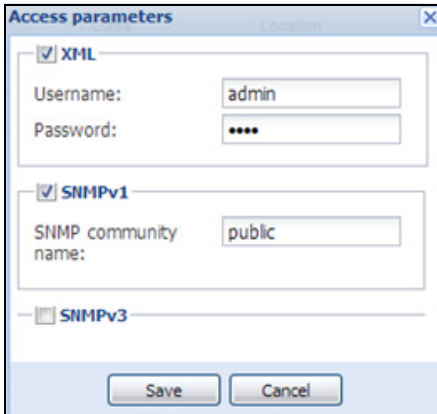 Access parameters
XML
Username: admin
Password: ••••
SNMPv1
SNMP community name: public
SNMPv3
Save Cancel